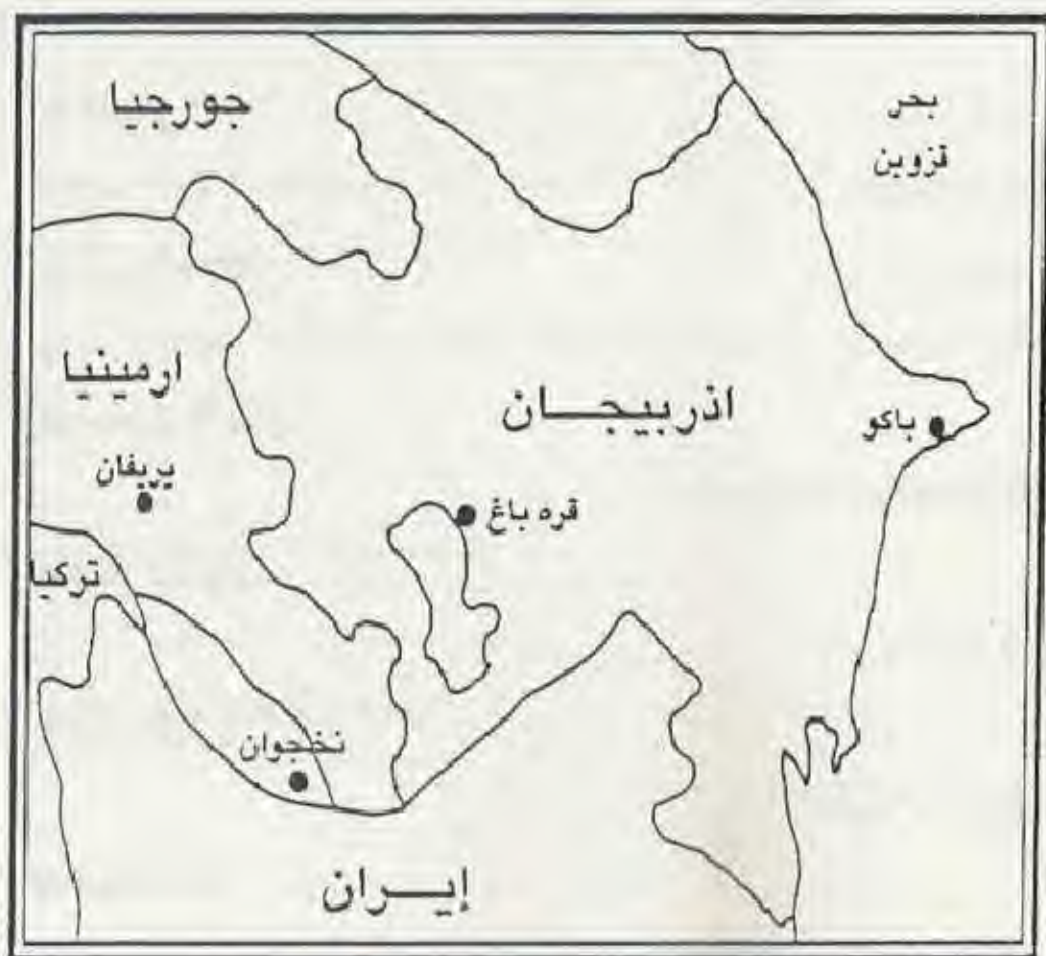 جورجيا
بحر
قزوين
ارمينيا
اذربيجان
باكو
يريفان
قره باغ
تركيا
نخجوان
إيران